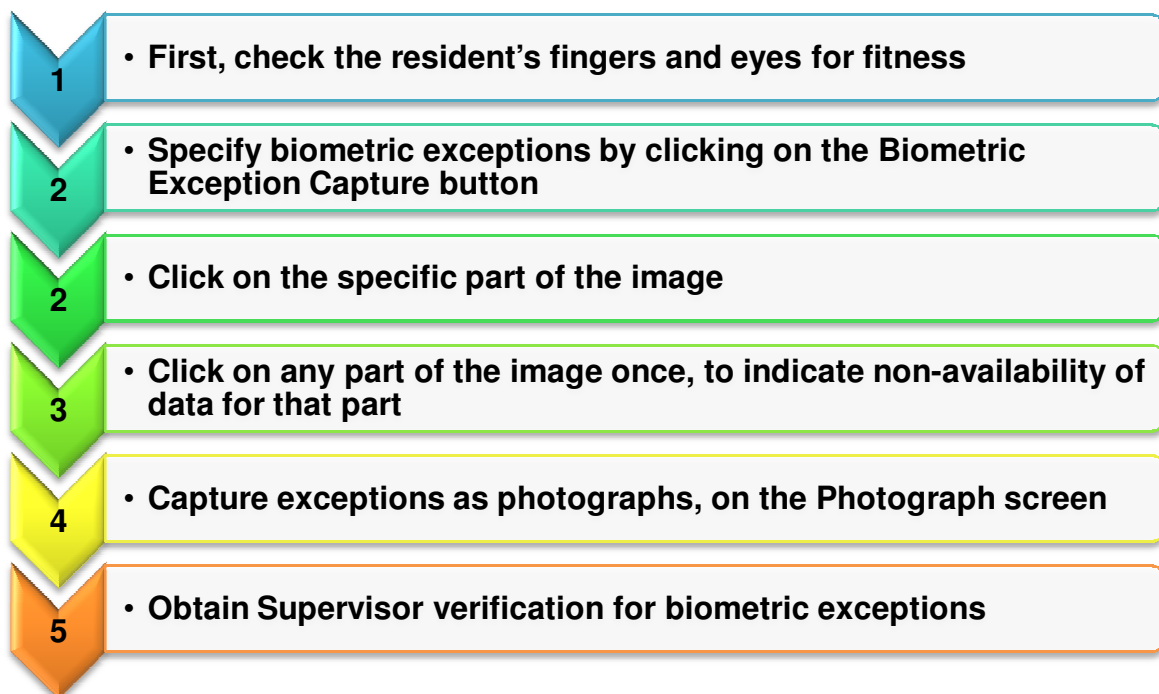 1
• First, check the resident's fingers and eyes for fitness
2
• Specify biometric exceptions by clicking on the Biometric
Exception Capture button
2
• Click on the specific part of the image
3
• Click on any part of the image once, to indicate non-availability of
data for that part
4
• Capture exceptions as photographs, on the Photograph screen
5
• Obtain Supervisor verification for biometric exceptions